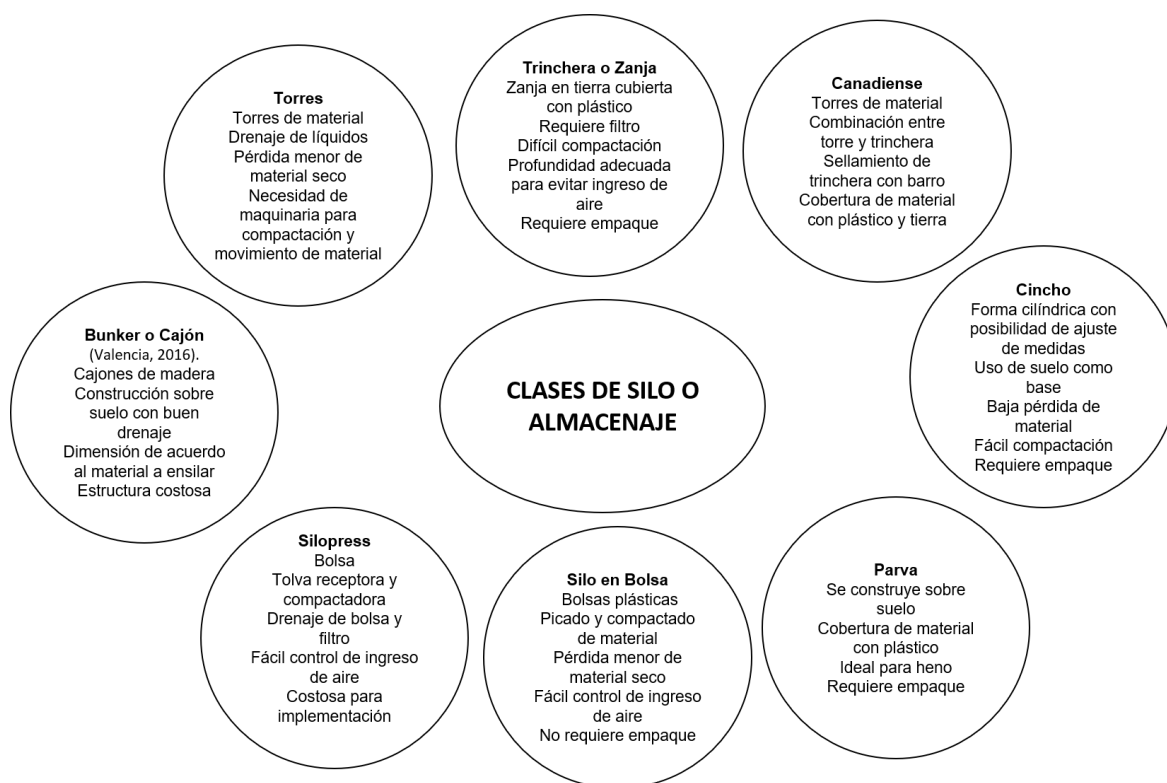 Torres
Torres de material
Drenaje de líquidos
Pérdida menor de
material seco
Necesidad de
maquinaria para
compactación y
movimiento de material
Trinchera o Zanja
Zanja en tierra cubierta
con plástico
Requiere filtro
Difícil compactación
Profundidad adecuada
para evitar ingreso de
aire
Requiere empaque
Canadiense
Torres de material
Combinación entre
torre y trinchera
Sellamiento de
trinchera con barro
Cobertura de material
con plástico y tierra
Bunker o Cajón
(Valencia, 2016).
Cajones de madera
Construcción sobre
suelo con buen
drenaje
Dimensión de acuerdo
al material a ensilar
Estructura costosa
CLASES DE SILO O
ALMACENAJE
Cincho
Forma cilíndrica con
posibilidad de ajuste
de medidas
Uso de suelo como
base
Baja pérdida de
material
Fácil compactación
Requiere empaque
Silopress
Bolsa
Tolva receptora y
compactadora
Drenaje de bolsa y
filtro
Fácil control de ingreso
de aire
Costosa para
implementación
Silo en Bolsa
Bolsas plásticas
Picado y compactado
de material
Pérdida menor de
material seco
Fácil control de ingreso
de aire
No requiere empaque
Parva
Se construye sobre
suelo
Cobertura de material
con plástico
Ideal para heno
Requiere empaque